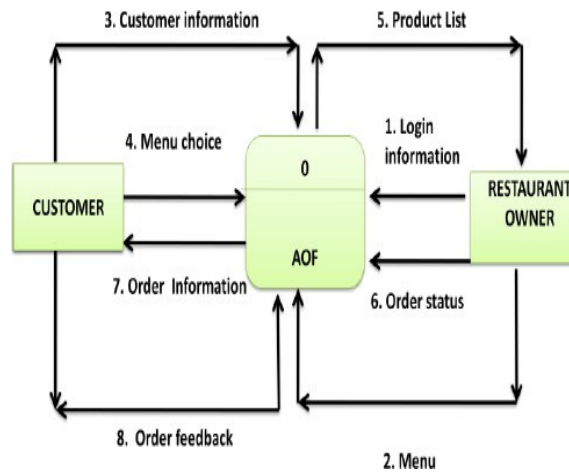 3. Customer information
5. Product List
1. Login
information
4. Menu choice
0
CUSTOMER
RESTAURANT
OWNER
AOF
7. Order Information
6. Order status
8. Order feedback
2. Menu